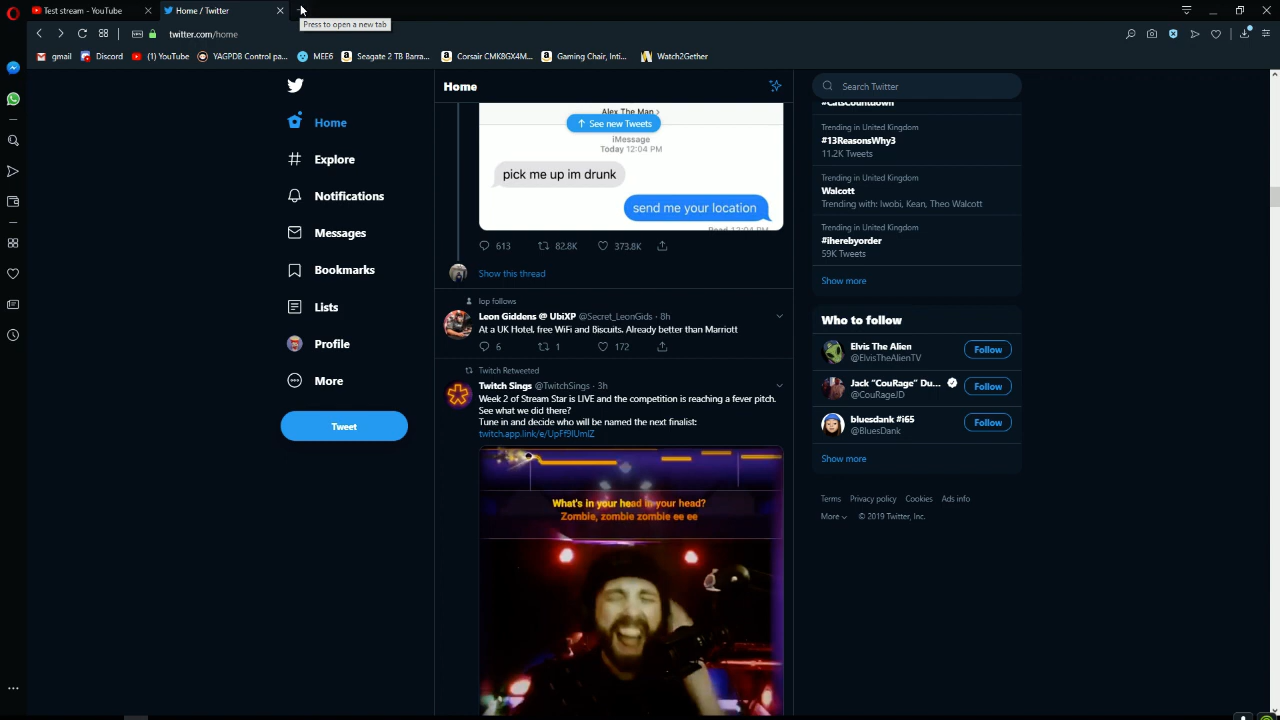 Test stream - YouTube
Home / Twitter
Press to open a new tab
twitter.com/home
gmail
Discord
(1) YouTube
YAGPDB Control pa...
MEE6
Seagate 2 TB Barra...
Corsair CMK8GX4M...
Gaming Chair, Inti...
Watch2Gether
Home
Explore
Notifications
Messages
Bookmarks
Lists
Profile
More
Tweet
Home
Alex The Man
See new Tweets
iMessage
Today 12:04 PM
pick me up im drunk
send me your location
Read 12:04 PM
613 82.8K 373.8K
Show this thread
lop follows
Leon Giddens @ UbiXP @Secret_LeonGids · 8h
At a UK Hotel, free WiFi and Biscuits. Already better than Marriott
6 1 172
Twitch Retweeted
Twitch Sings @TwitchSings · 3h
Week 2 of Stream Star is LIVE and the competition is reaching a fever pitch.
See what we did there?
Tune in and decide who will be named the next finalist:
What's in your head in your head?
Zombie, zombie zombie ee ee
Search Twitter
#CatsCountdown
Trending in United Kingdom
#13ReasonsWhy3
11.2K Tweets
Trending in United Kingdom
Walcott
Trending with: Iwobi, Kean, Theo Walcott
Trending in United Kingdom
#iherebyorder
59K Tweets
Show more
Who to follow
Elvis The Alien
@ElvisTheAlienTV
Follow
Jack "CouRage" Du...
@CouRageJD
Follow
bluesdank #i65
@BluesDank
Follow
Show more
Terms Privacy policy Cookies Ads info
More © 2019 Twitter, Inc.